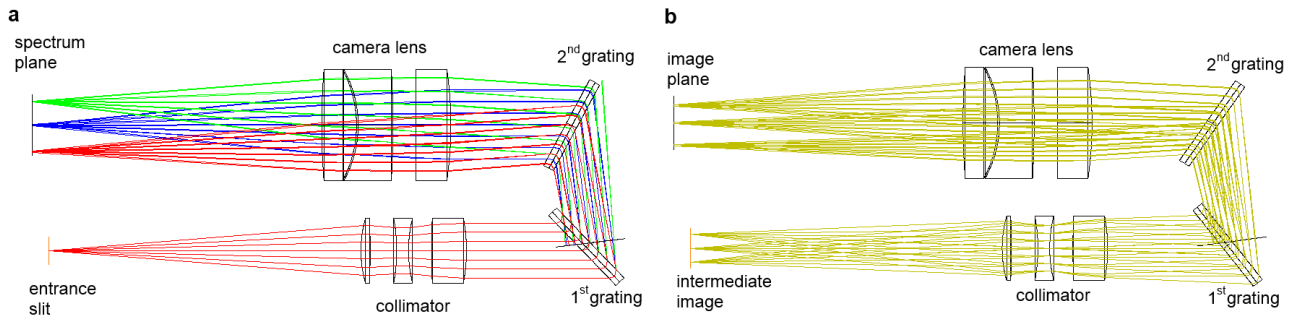 a
spectrum
plane
camera lens
2nd grating
entrance
slit
collimator
1st grating
b
image
plane
camera lens
2nd grating
intermediate
image
collimator
1st grating